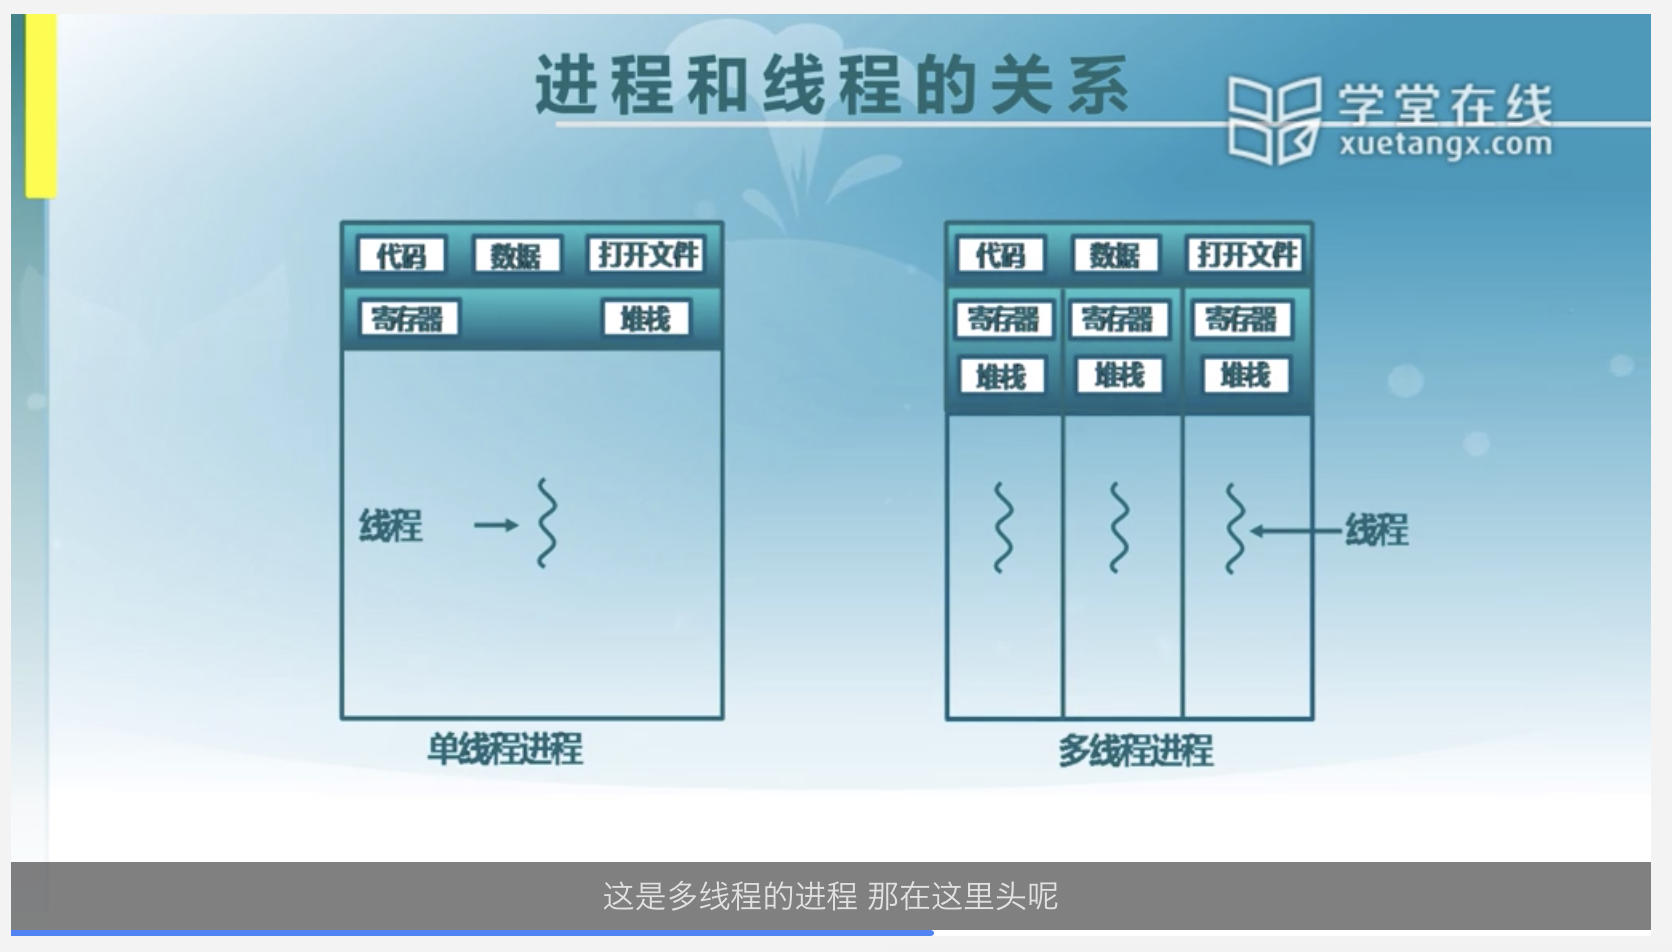 进程和线程的关系
学堂在线
xuetangx.com
代码 数据 打开文件
寄存器 堆栈
线程
单线程进程
代码 数据 打开文件
寄存器 寄存器 寄存器
堆栈 堆栈 堆栈
线程
多线程进程
这是多线程的进程 那在这里头呢